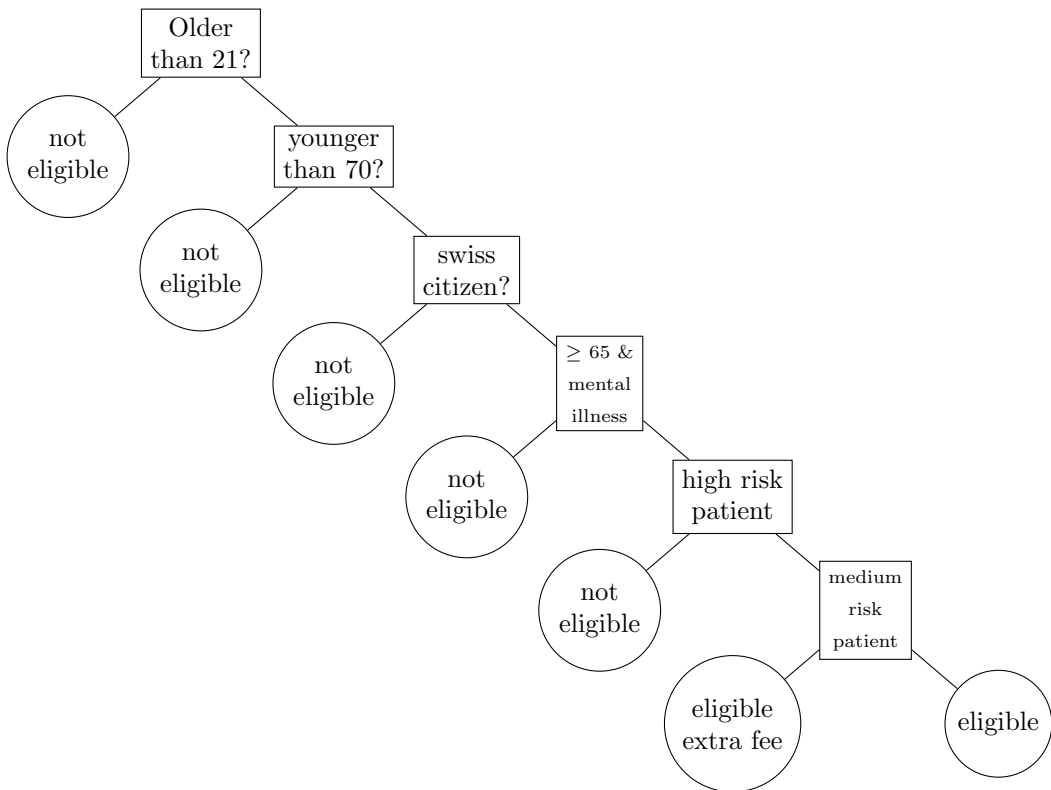 Older
than 21?
not
eligible
younger
than 70?
not
eligible
swiss
citizen?
not
eligible
≥ 65 &
mental
illness
not
eligible
high risk
patient
not
eligible
medium
risk
patient
eligible
extra fee
eligible